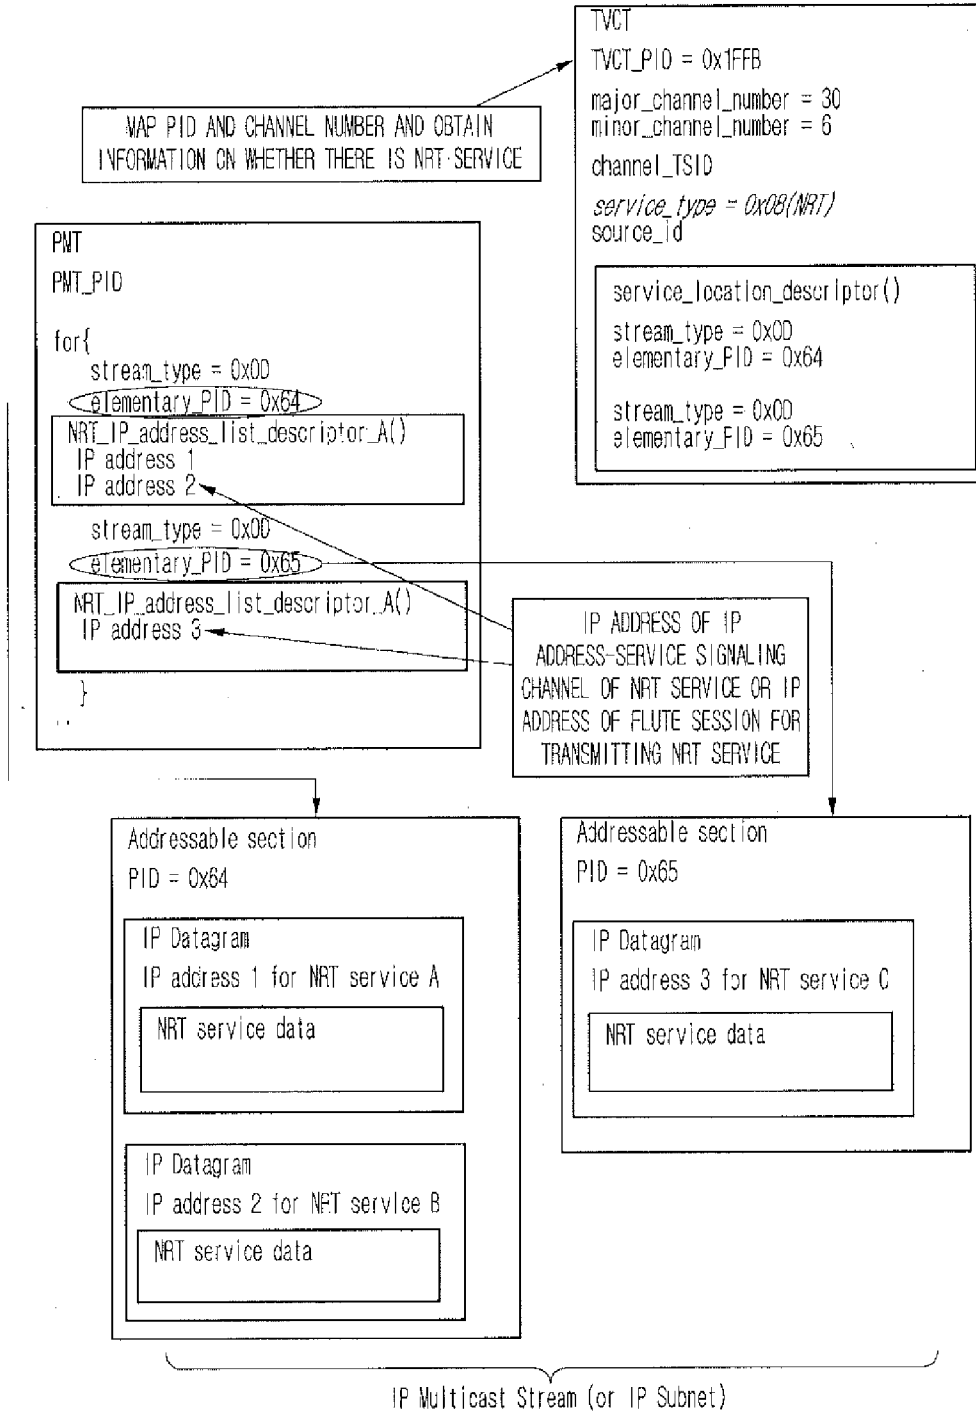 TVCT
TVCT_PID = 0x1FFB
major_channel_number = 30
minor_channel_number = 6
channel_TSID
service_type = 0x08(NRT)
source_id
service_location_descriptor()
stream_type = 0x0D
elementary_PID = 0x64
stream_type = 0x0D
elementary_PID = 0x65
MAP PID AND CHANNEL NUMBER AND OBTAIN
INFORMATION ON WHETHER THERE IS NRT SERVICE
PMT
PMT_PID
for{
stream_type = 0x0D
elementary_PID = 0x64
NRT_IP_address_list_descriptor_A()
IP address 1
IP address 2
stream_type = 0x0D
elementary_PID = 0x65
NRT_IP_address_list_descriptor_A()
IP address 3
}
..
IP ADDRESS OF IP
ADDRESS-SERVICE SIGNALING
CHANNEL OF NRT SERVICE OR IP
ADDRESS OF FLUTE SESSION FOR
TRANSMITTING NRT SERVICE
Addressable section
PID = 0x64
IP Datagram
IP address 1 for NRT service A
NRT service data
IP Datagram
IP address 2 for NRT service B
NRT service data
Addressable section
PID = 0x65
IP Datagram
IP address 3 for NRT service C
NRT service data
IP Multicast Stream (or IP Subnet)